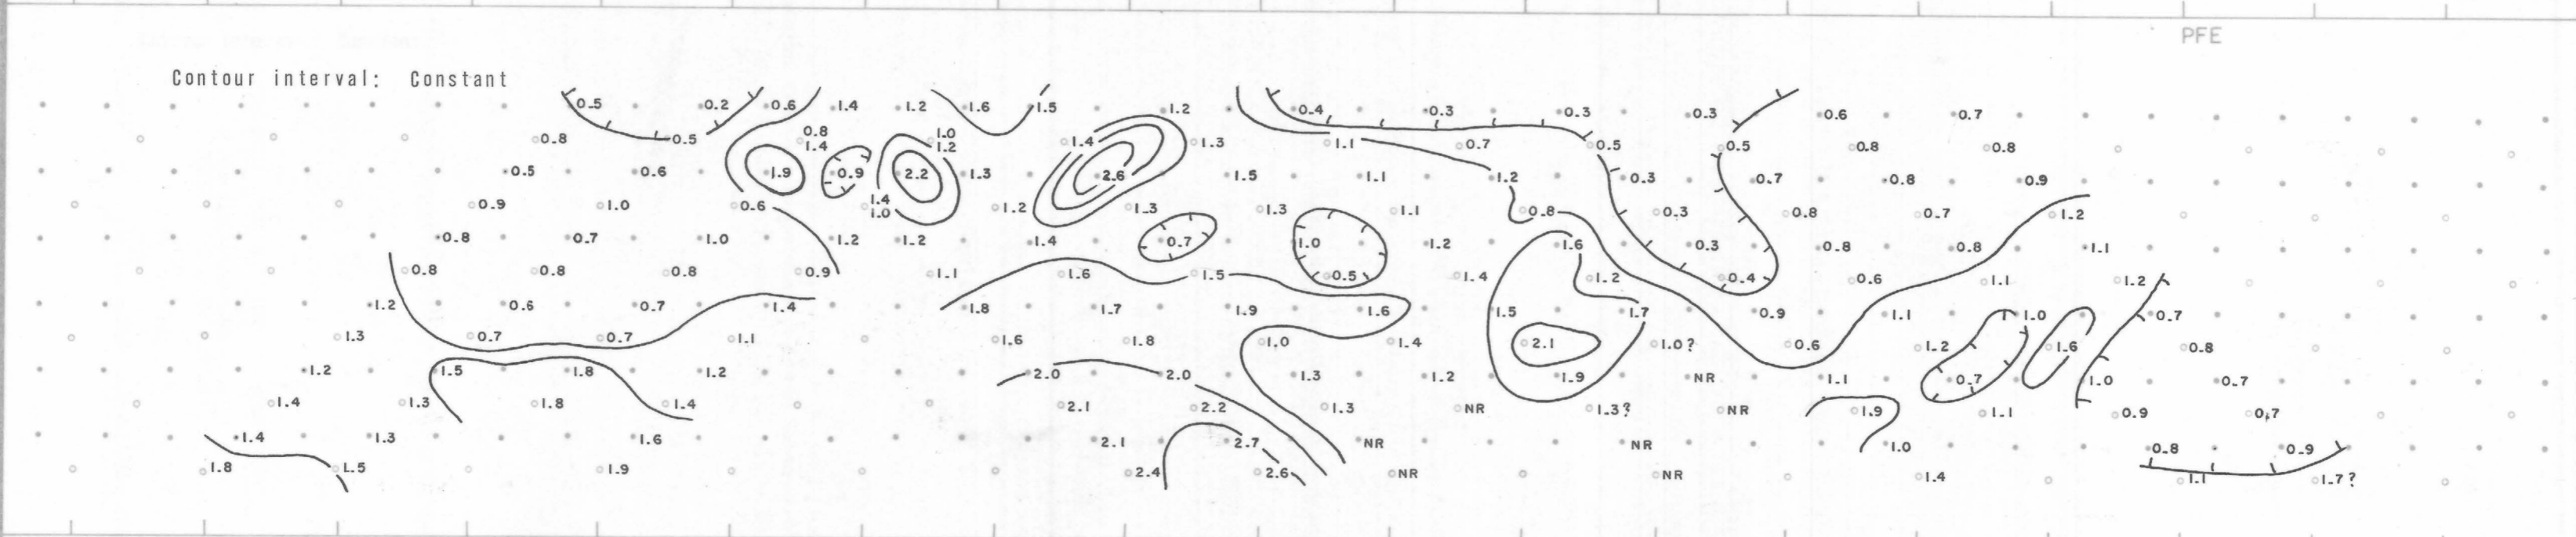 PFE
Contour interval: Constant
0.5 0.2 0.6 1.4 1.2 1.6 1.5 1.2 0.4 0.3 0.3 0.3 0.6 0.7
0.8 0.5 0.8 1.0
1.4 1.2 1.4 1.3 1.1 0.7 0.5 0.5 0.8 0.8
0.5 0.6 1.9 0.9 2.2 1.3 2.6 1.5 1.1 1.2 0.3 0.7 0.8 0.9
0.9 1.0 0.6 1.4 1.2 1.3 1.3 1.1 0.8 0.3 0.8 0.7 1.2
1.0
0.8 0.7 1.0 1.2 1.2 1.4 0.7 1.0 1.2 1.6 0.3 0.8 0.8 1.1
0.8 0.8 0.8 0.9 1.1 1.6 1.5 0.5 1.4 1.2 0.4 0.6 1.1 1.2
1.2 0.6 0.7 1.4 1.8 1.7 1.9 1.6 1.5 1.7 0.9 1.1 1.0 0.7
1.3 0.7 0.7 1.1 1.6 1.8 1.0 1.4 2.1 1.0? 0.6 1.2 1.6 0.8
1.2 1.5 1.8 1.2 2.0 2.0 1.3 1.2 1.9 NR 1.1 0.7 1.0 0.7
1.4 1.3 1.8 1.4 2.1 2.2 1.3 NR 1.3? NR 1.9 1.1 0.9 0.7
1.4 1.3 1.6 2.1 2.7 NR NR 1.0 0.8 0.9
1.8 1.5 1.9 2.4 2.6 NR NR 1.4 1.1 1.7?